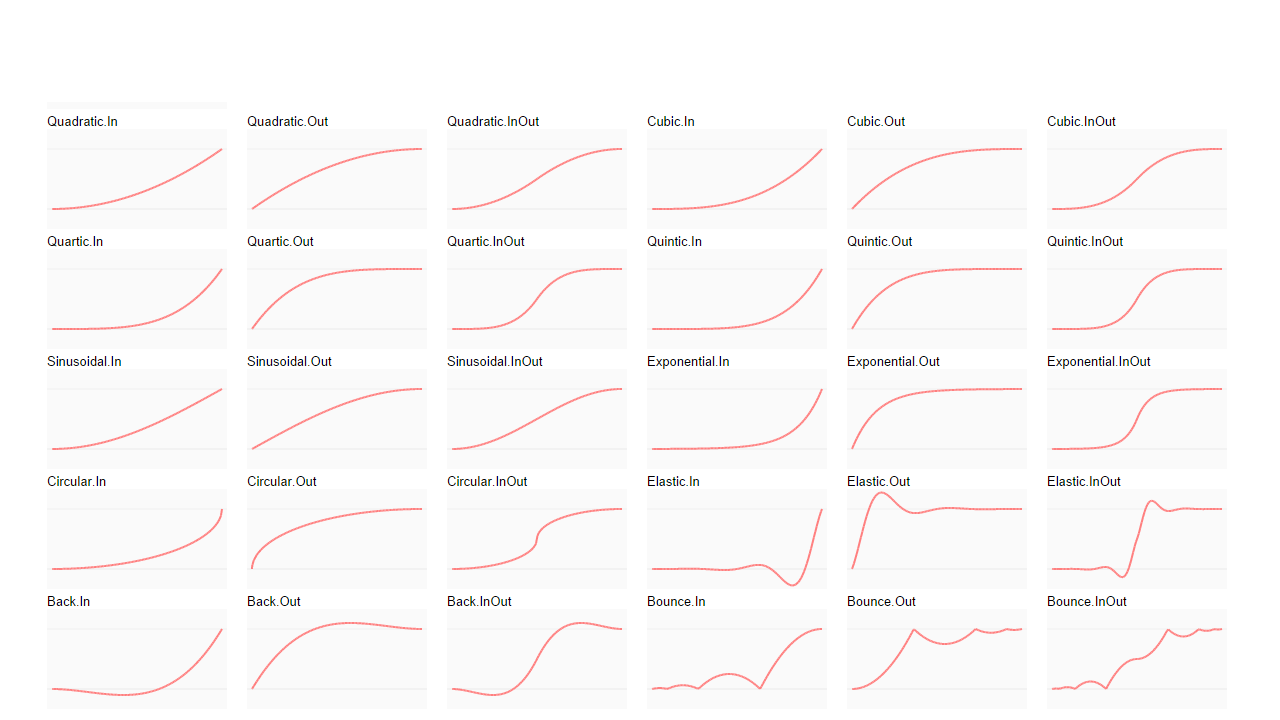 Quadratic.In
Quadratic.Out
Quadratic.InOut
Cubic.In
Cubic.Out
Cubic.InOut
Quartic.In
Quartic.Out
Quartic.InOut
Quintic.In
Quintic.Out
Quintic.InOut
Sinusoidal.In
Sinusoidal.Out
Sinusoidal.InOut
Exponential.In
Exponential.Out
Exponential.InOut
Circular.In
Circular.Out
Circular.InOut
Elastic.In
Elastic.Out
Elastic.InOut
Back.In
Back.Out
Back.InOut
Bounce.In
Bounce.Out
Bounce.InOut